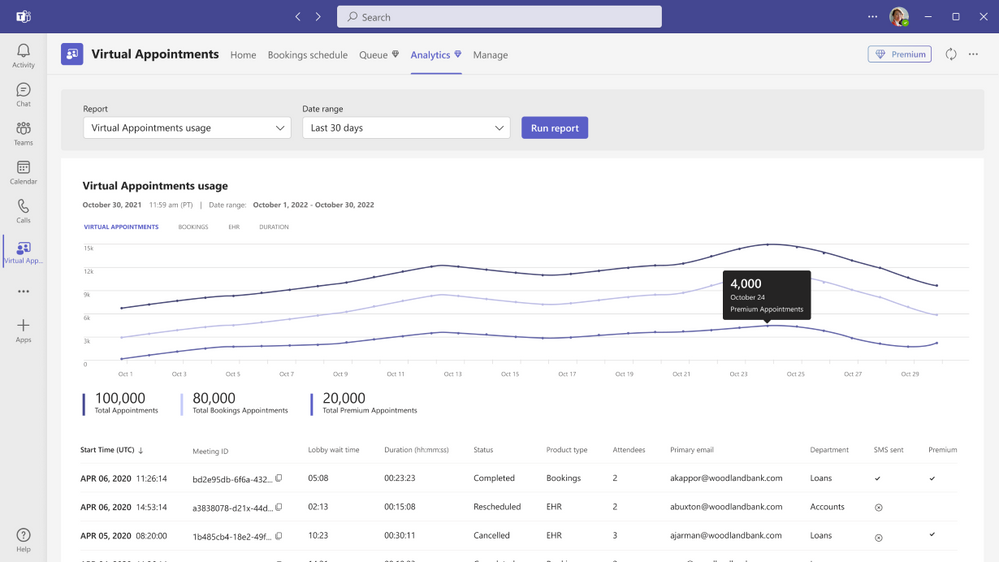 Search
Activity
Chat
Teams
Calendar
Calls
Virtual App...
Apps
Help
Virtual Appointments Home Bookings schedule Queue Analytics Manage Premium
Report Date range
Virtual Appointments usage Last 30 days Run report
Virtual Appointments usage
October 30, 2021 11:59 am (PT) | Date range: October 1, 2022 - October 30, 2022
VIRTUAL APPOINTMENTS BOOKINGS EHR DURATION
15k
12k
9k
6k
3k
0
4,000
October 24
Premium Appointments
Oct 1 Oct 3 Oct 5 Oct 7 Oct 9 Oct 11 Oct 13 Oct 15 Oct 17 Oct 19 Oct 21 Oct 23 Oct 25 Oct 27 Oct 29
100,000 80,000 20,000
Total Appointments Total Bookings Appointments Total Premium Appointments
Start Time (UTC) Meeting ID Lobby wait time Duration (hh:mm:ss) Status Product type Attendees Primary email Department SMS sent Premium
APR 06, 2020 11:26:14 bd2e95db-6f6a-432... 05:08 00:23:23 Completed Bookings 2 akappor@woodlandbank.com Loans
APR 06, 2020 14:53:14 a3838078-d21x-44d... 02:13 00:15:08 Rescheduled EHR 2 abuxton@woodlandbank.com Accounts
APR 05, 2020 08:20:00 1b485cb4-18e2-49f... 10:23 00:30:11 Cancelled EHR 3 ajarman@woodlandbank.com Loans